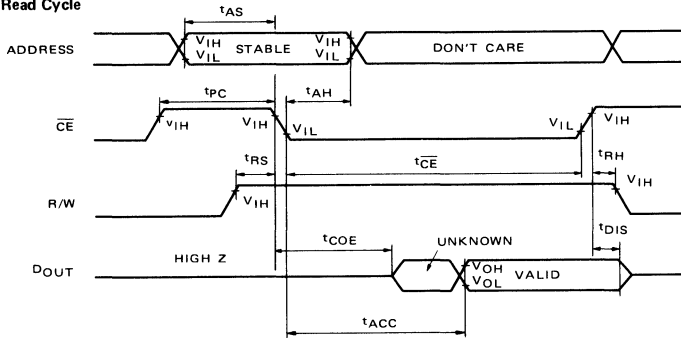 Read Cycle
tAS
ADDRESS
VIH
VIL
STABLE
VIH
VIL
DON'T CARE
tPC
tAH
CE
VIH
VIH
VIL
VIL
VIH
tRS
tCE
tRH
R/W
VIH
VIH
tCOE
UNKNOWN
tDIS
DOUT
HIGH Z
VOH
VOL
VALID
tACC